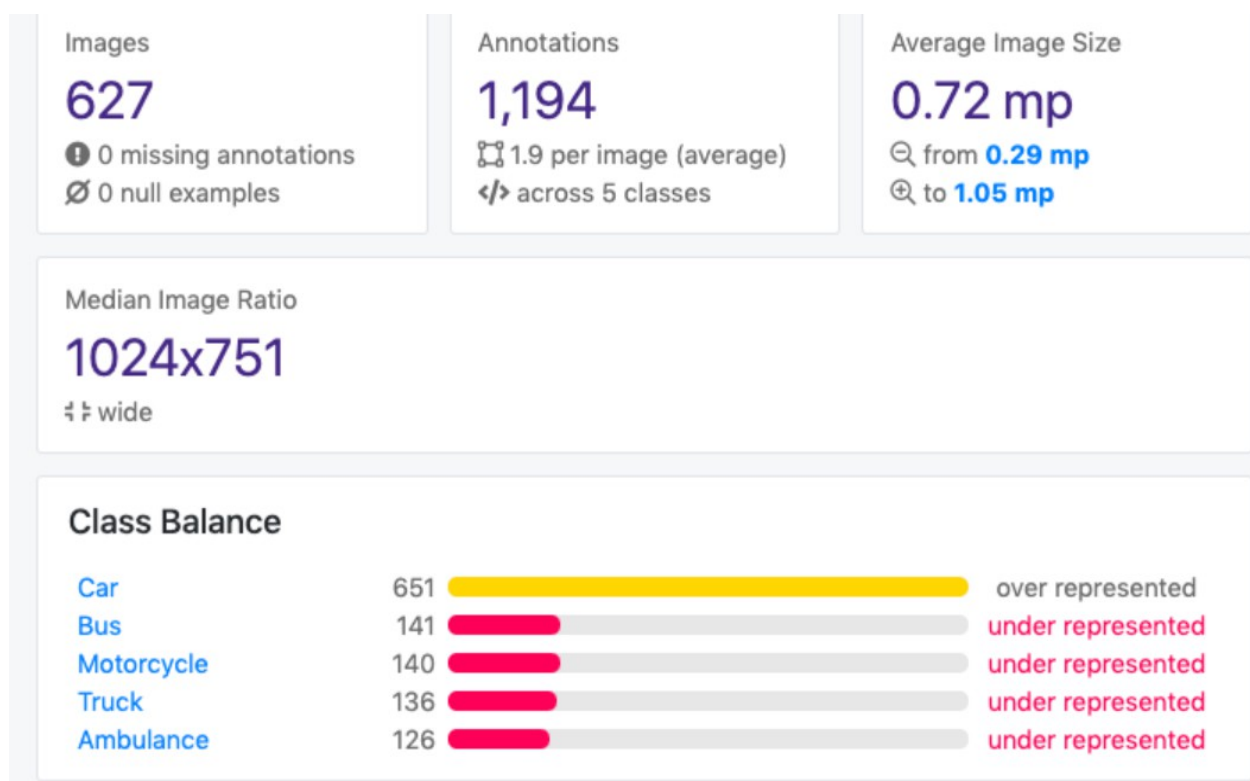 Images
627
0 missing annotations
0 null examples
Annotations
1,194
1.9 per image (average)
</> across 5 classes
Average Image Size
0.72 mp
from 0.29 mp
to 1.05 mp
Median Image Ratio
1024x751
wide
Class Balance
Car 651 over represented
Bus 141 under represented
Motorcycle 140 under represented
Truck 136 under represented
Ambulance 126 under represented